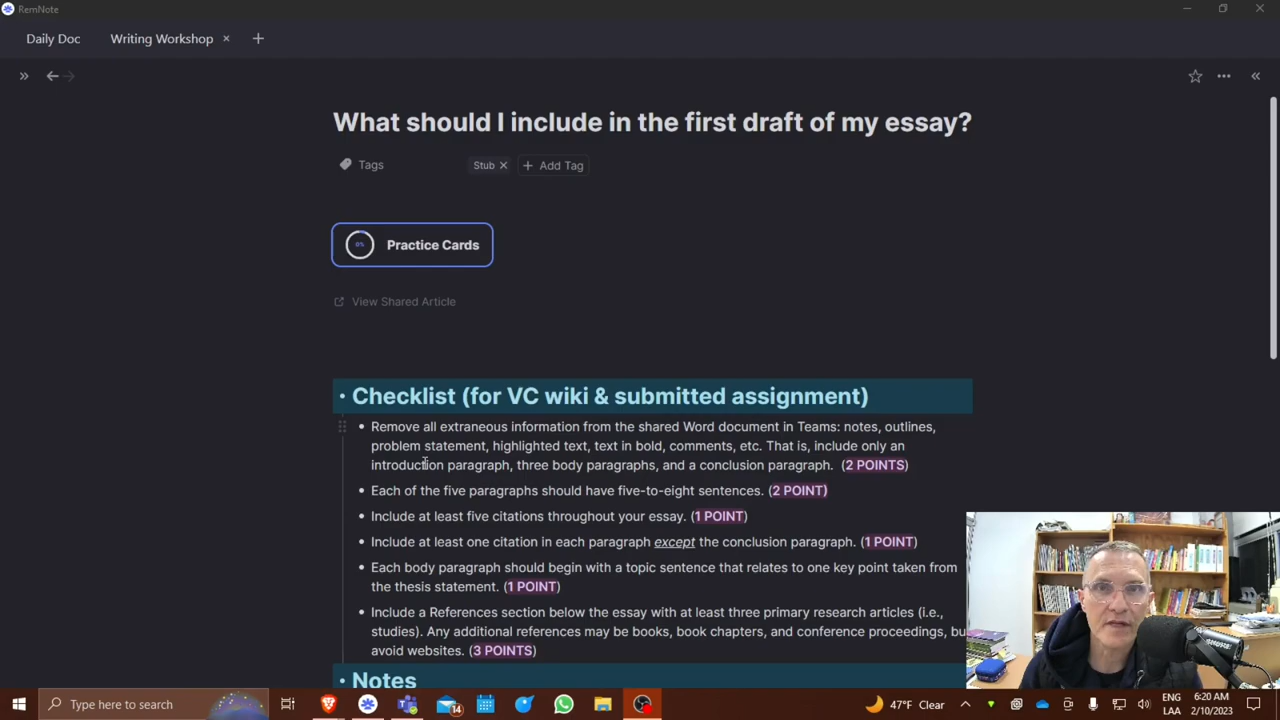 RemNote
Daily Doc
Writing Workshop
What should I include in the first draft of my essay?
Tags
Stub
Add Tag
0%
Practice Cards
View Shared Article
Checklist (for VC wiki & submitted assignment)
Remove all extraneous information from the shared Word document in Teams: notes, outlines,
problem statement, highlighted text, text in bold, comments, etc. That is, include only an
introduction paragraph, three body paragraphs, and a conclusion paragraph. (2 POINTS)
Each of the five paragraphs should have five-to-eight sentences. (2 POINT)
Include at least five citations throughout your essay. (1 POINT)
Include at least one citation in each paragraph except the conclusion paragraph. (1 POINT)
Each body paragraph should begin with a topic sentence that relates to one key point taken from
the thesis statement. (1 POINT)
Include a References section below the essay with at least three primary research articles (i.e.,
studies). Any additional references may be books, book chapters, and conference proceedings, bu
avoid websites. (3 POINTS)
Notes
SHURE
Type here to search
14
47°F Clear
ENG
LAA
6:20 AM
2/10/2023